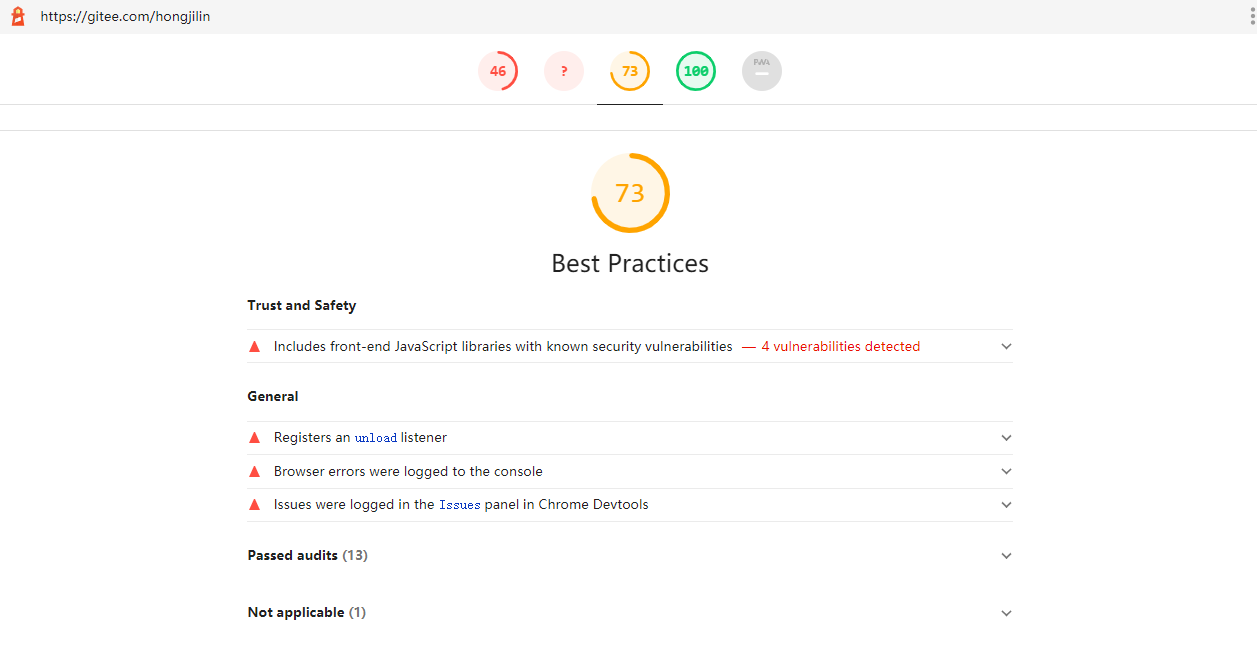 https://gitee.com/hongjilin
46
?
73
100
PWA
73
Best Practices
Trust and Safety
Includes front-end JavaScript libraries with known security vulnerabilities — 4 vulnerabilities detected
General
Registers an unload listener
Browser errors were logged to the console
Issues were logged in the Issues panel in Chrome Devtools
Passed audits (13)
Not applicable (1)